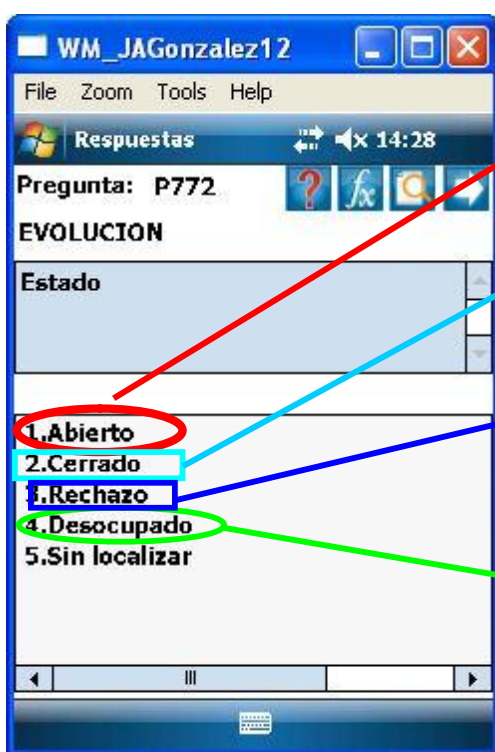 WM_JAGonzalez12
File Zoom Tools Help
Respuestas 14:28
Pregunta: P772
EVOLUCION
Estado
1.Abierto
2.Cerrado
3.Rechazo
4.Desocupado
5.Sin localizar